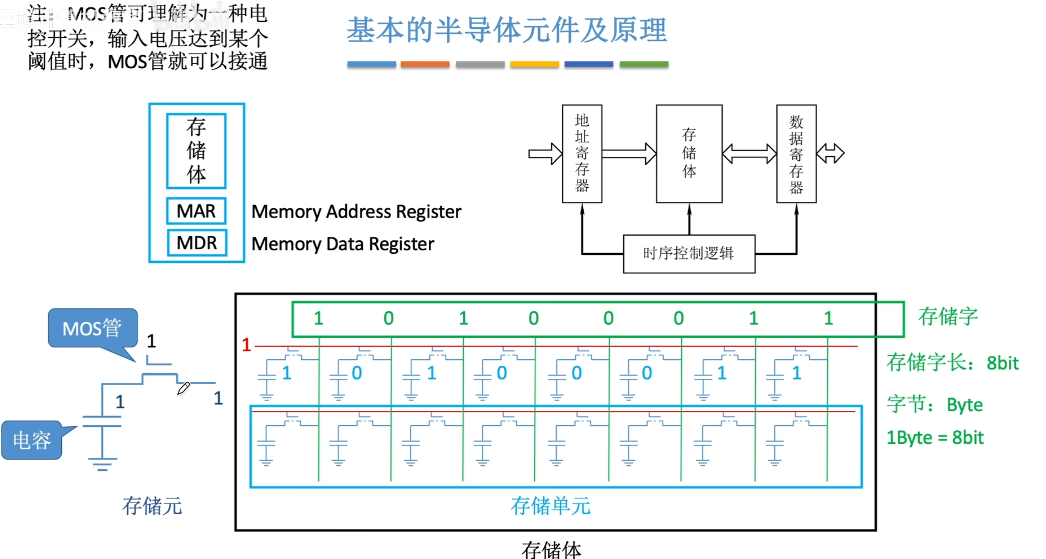 注：MOS管可理解为一种电
控开关，输入电压达到某个
阈值时，MOS管就可以接通
基本的半导体元件及原理
存储体
MAR
Memory Address Register
MDR
Memory Data Register
地址寄存器
存储体
数据寄存器
时序控制逻辑
MOS管
1
1
1
电容
存储元
1 0 1 0 0 0 1 1
存储字
1
1 0 1 0 0 0 1 1
存储字长：8bit
字节：Byte
1Byte = 8bit
存储单元
存储体